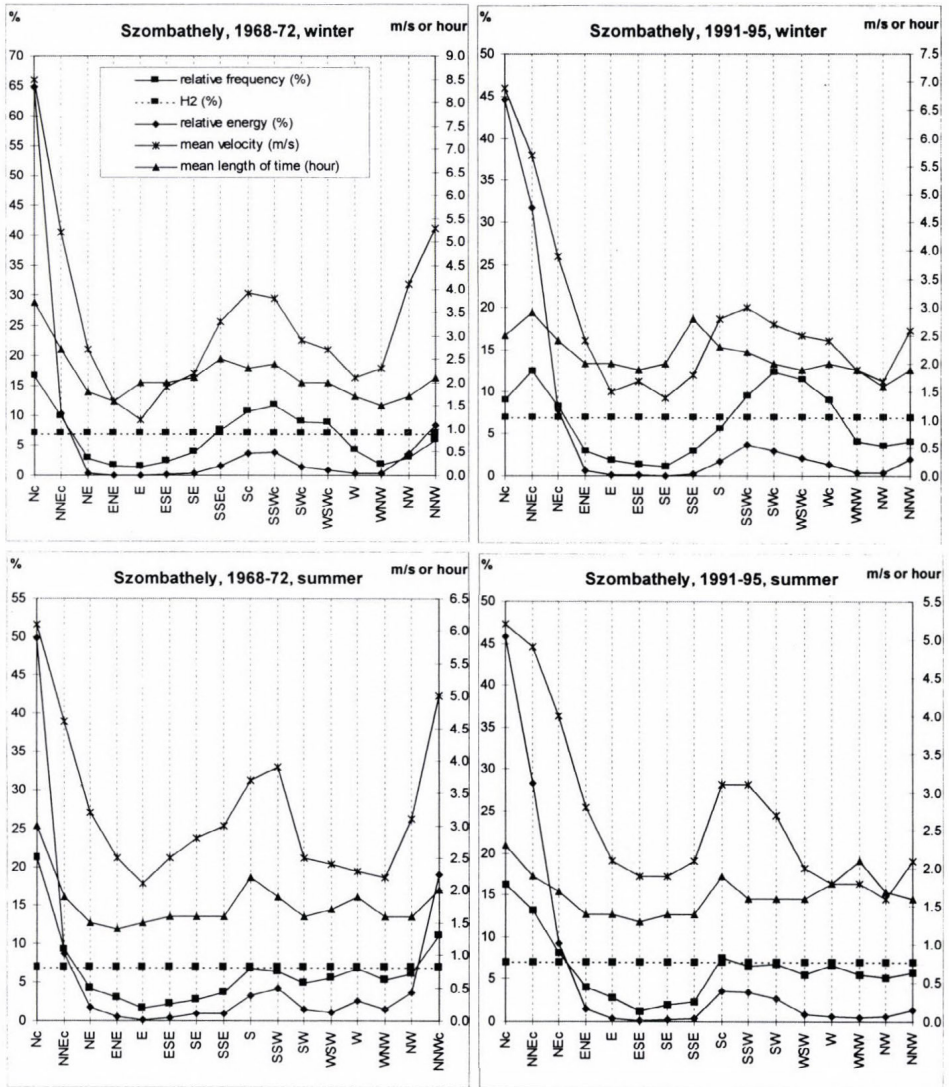 %
Szombathely, 1968-72, winter
m/s or hour
70
65
60
55
50
45
40
35
30
25
20
15
10
5
0
relative frequency (%)
H2 (%)
relative energy (%)
mean velocity (m/s)
mean length of time (hour)
9.0
8.5
8.0
7.5
7.0
6.5
6.0
5.5
5.0
4.5
4.0
3.5
3.0
2.5
2.0
1.5
1.0
0.5
0.0
Nc
NNEc
NE
ENE
E
ESE
SE
SSEc
Sc
SSWc
SWc
WSWc
W
WNW
NW
NNW
%
Szombathely, 1991-95, winter
m/s or hour
50
45
40
35
30
25
20
15
10
5
0
7.5
7.0
6.5
6.0
5.5
5.0
4.5
4.0
3.5
3.0
2.5
2.0
1.5
1.0
0.5
0.0
Nc
NNEc
NEc
ENE
E
ESE
SE
SSE
S
SSWc
SWc
WSWc
Wc
WNW
NW
NNW
%
Szombathely, 1968-72, summer
m/s or hour
55
50
45
40
35
30
25
20
15
10
5
0
6.5
6.0
5.5
5.0
4.5
4.0
3.5
3.0
2.5
2.0
1.5
1.0
0.5
0.0
Nc
NNEc
NE
ENE
E
ESE
SE
SSE
S
SSW
SW
WSW
W
WNW
NW
NNWc
%
Szombathely, 1991-95, summer
m/s or hour
50
45
40
35
30
25
20
15
10
5
0
5.5
5.0
4.5
4.0
3.5
3.0
2.5
2.0
1.5
1.0
0.5
0.0
Nc
NNEc
NEc
ENE
E
ESE
SE
SSE
Sc
SSW
SW
WSW
W
WNW
NW
NNW